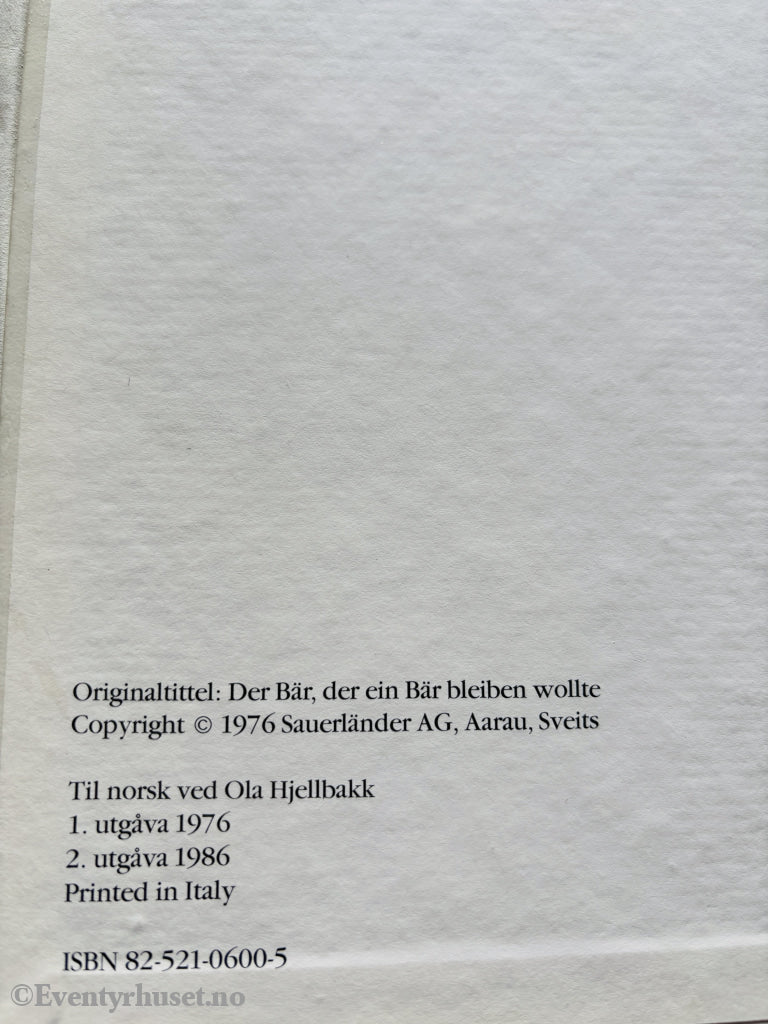 Originaltittel: Der Bär, der ein Bär bleiben wollte
Copyright © 1976 Sauerländer AG, Aarau, Sveits
Til norsk ved Ola Hjellbakk
1. utgåva 1976
2. utgåva 1986
Printed in Italy
ISBN 82-521-0600-5
©Eventyrhuset.no